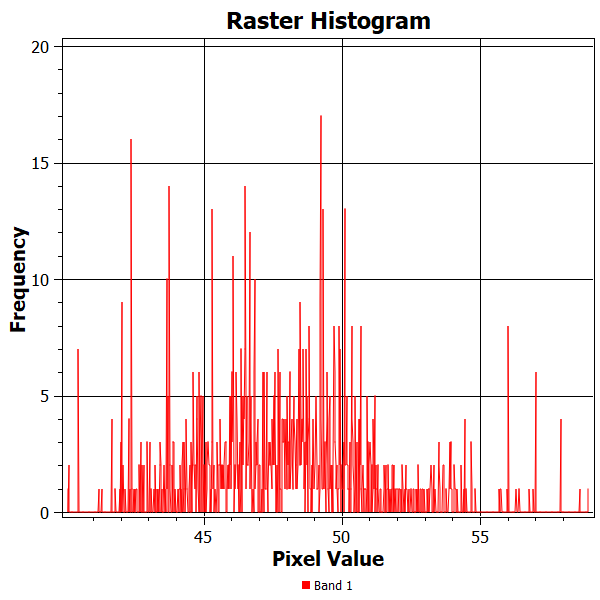 Raster Histogram
20
15
10
5
0
Frequency
45 50 55
Pixel Value
Band 1